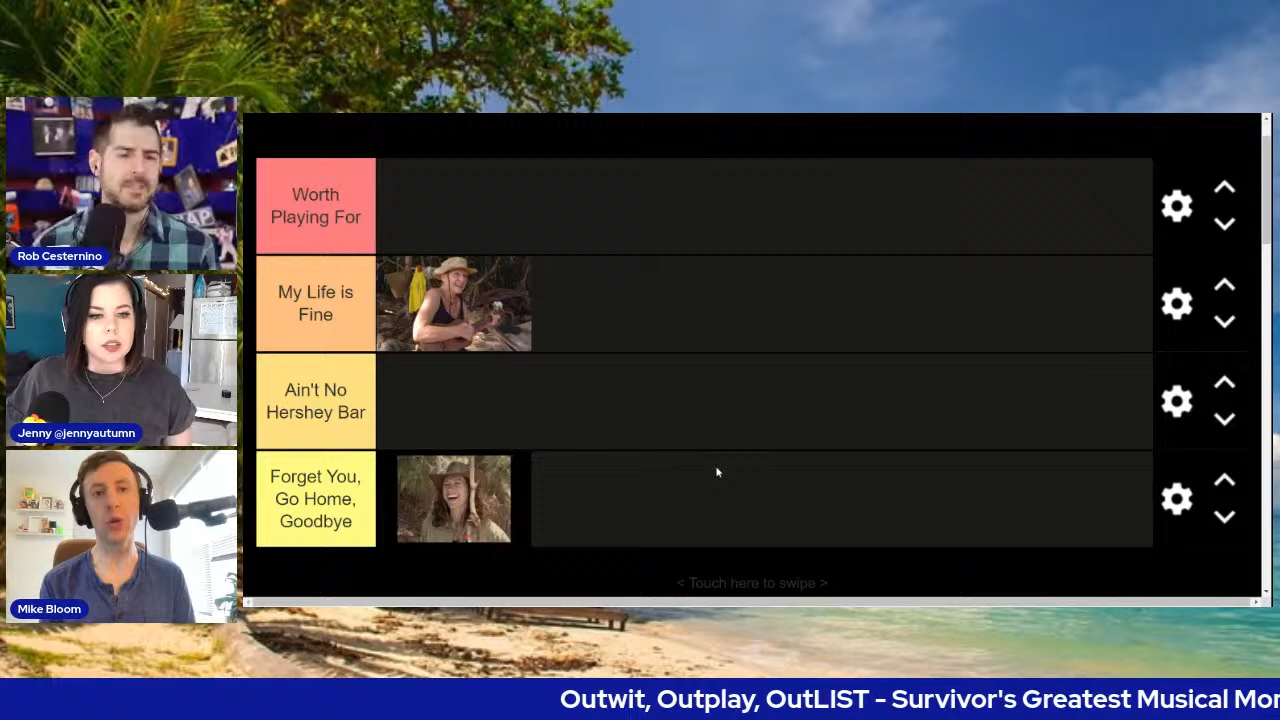 Rob Cesternino
Jenny @jennyautumn
Mike Bloom
Worth
Playing For
My Life is
Fine
Ain't No
Hershey Bar
Forget You,
Go Home,
Goodbye
< Touch here to swipe >
Outwit, Outplay, OutLIST - Survivor's Greatest Musical Mo